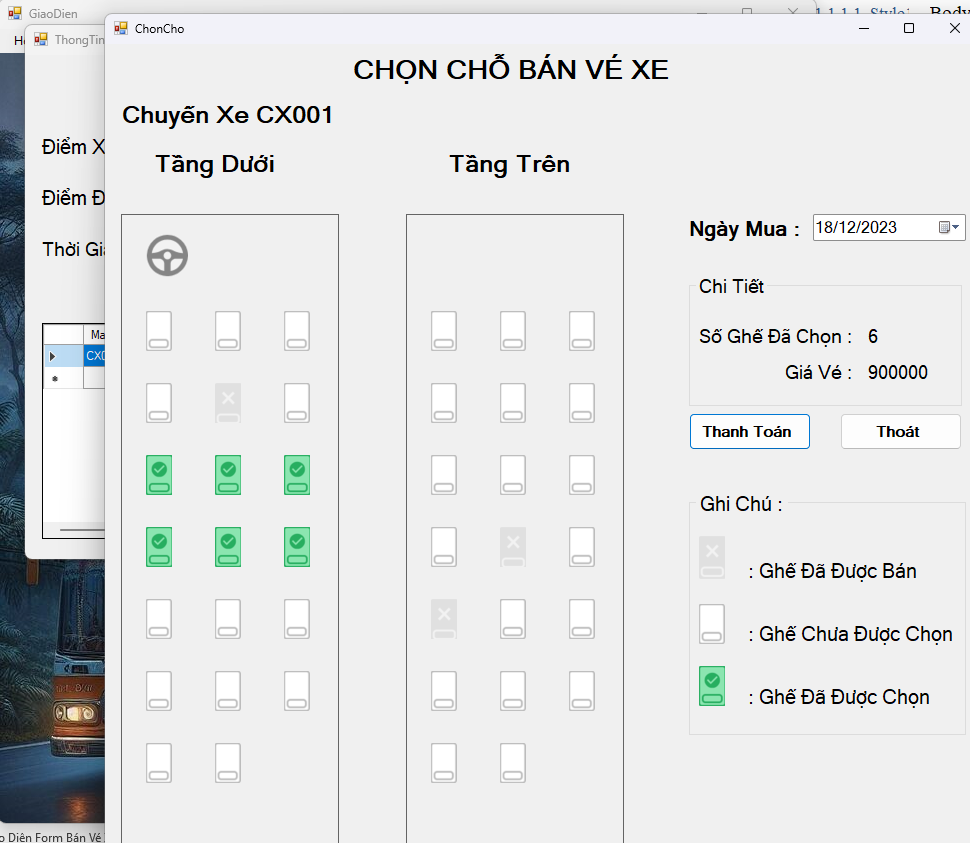 GiaoDien
1.1.1.1 Style:
Body
ThongTin
ChonCho
CHỌN CHỖ BÁN VÉ XE
Chuyến Xe CX001
Tầng Dưới
Tầng Trên
Điểm X
Điểm Đ
Thời Gi
Ngày Mua :
18/12/2023
Chi Tiết
Số Ghế Đã Chọn :
6
Giá Vé :
900000
Ma
CX0
Thanh Toán
Thoát
Ghi Chú :
: Ghế Đã Được Bán
: Ghế Chưa Được Chọn
: Ghế Đã Được Chọn
o Diện Form Bán Vé